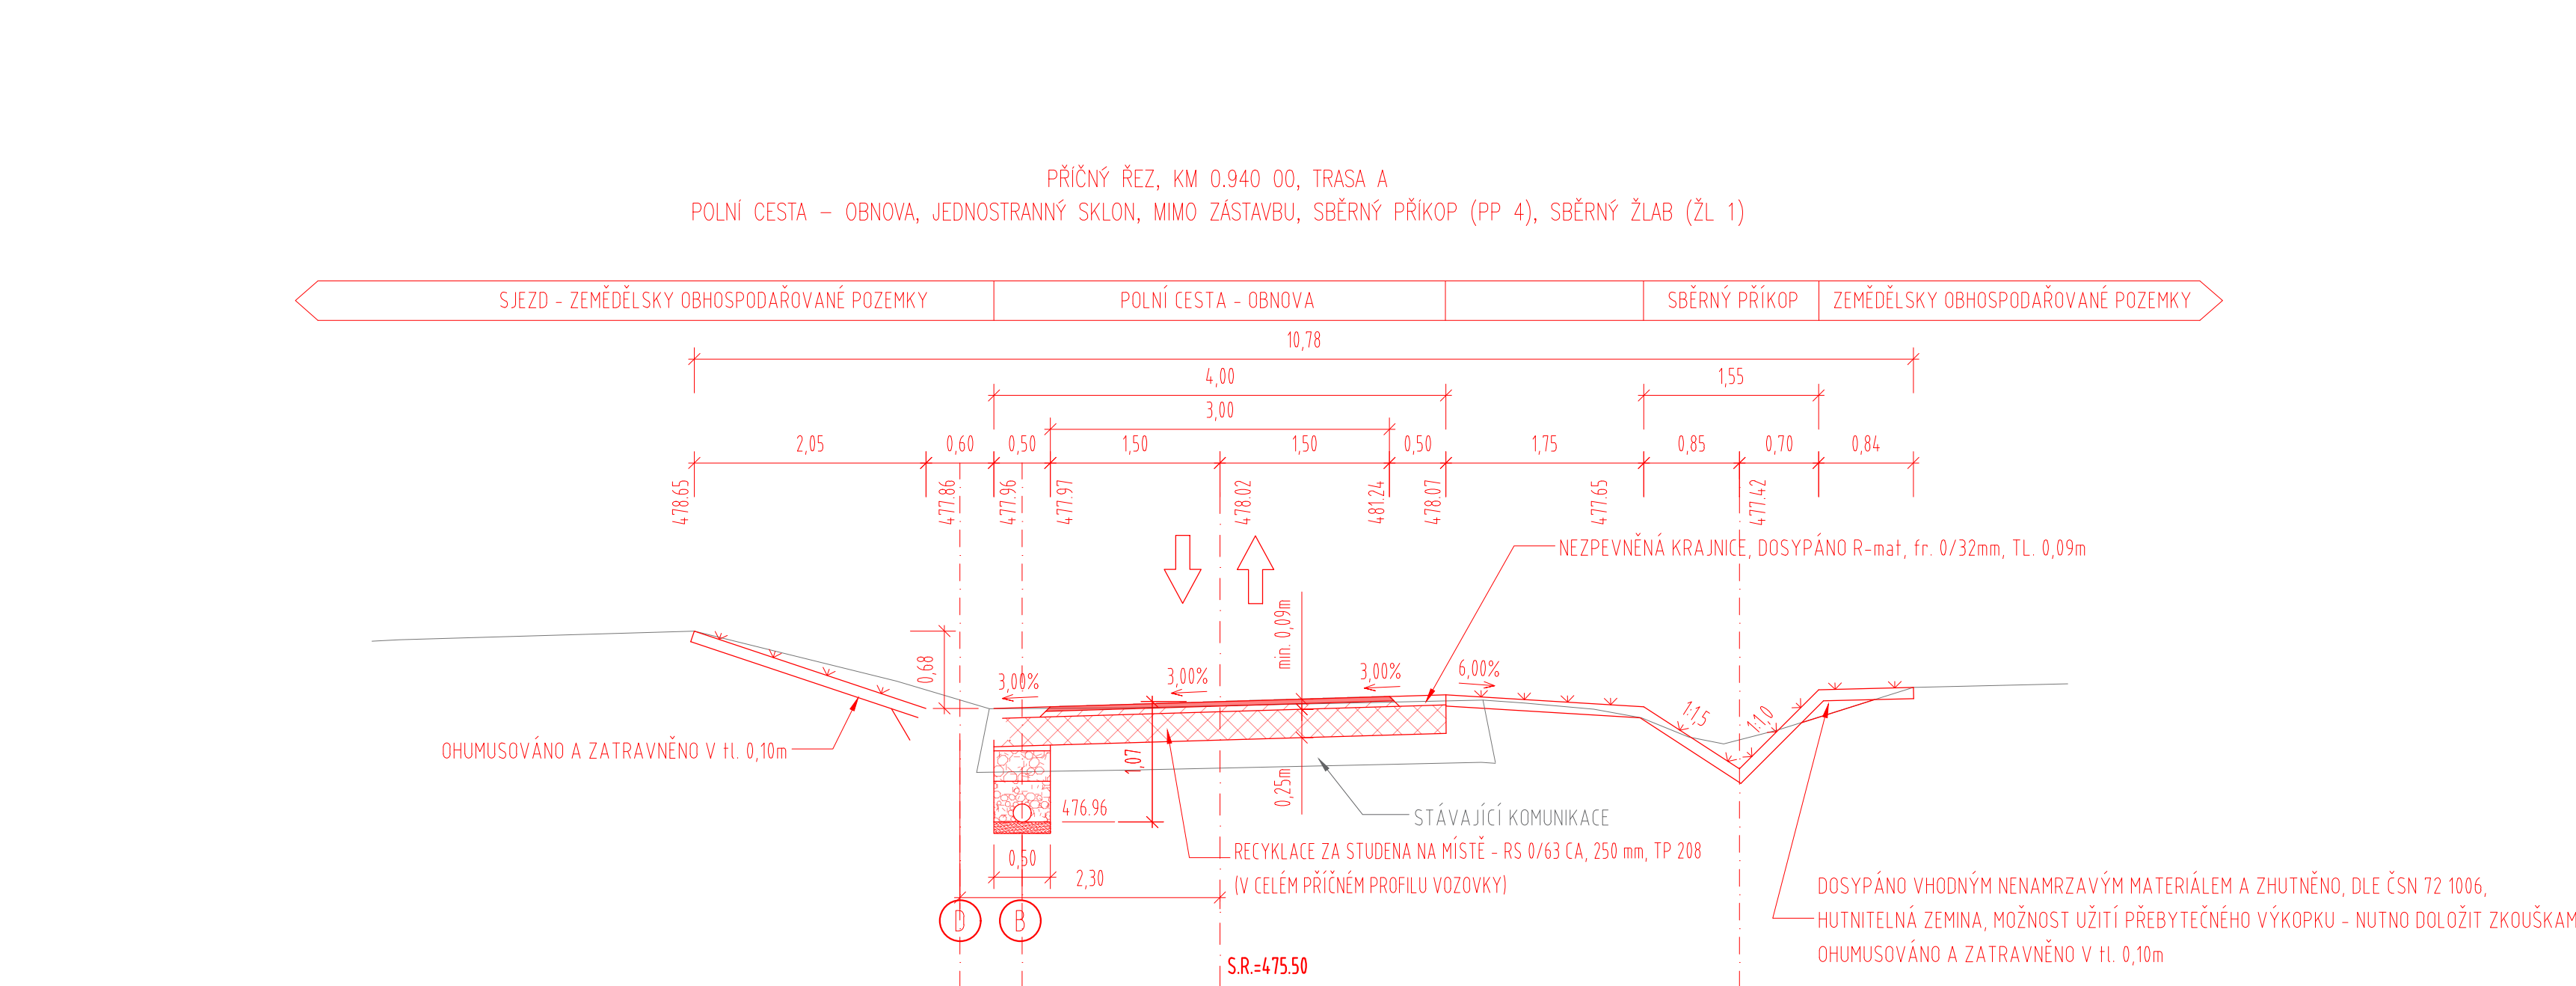 PŘÍČNÝ ŘEZ, KM 0.940 00, TRASA A
POLNÍ CESTA – OBNOVA, JEDNOSTRANNÝ SKLON, MIMO ZÁSTAVBU, SBĚRNÝ PŘÍKOP (PP 4), SBĚRNÝ ŽLAB (ŽL 1)
SJEZD - ZEMĚDĚLSKY OBHOSPODAŘOVANÉ POZEMKY
POLNÍ CESTA - OBNOVA
SBĚRNÝ PŘÍKOP
ZEMĚDĚLSKY OBHOSPODAŘOVANÉ POZEMKY
10,78
4,00
1,55
3,00
2,05
0,60
0,50
1,50
1,50
0,50
1,75
0,85
0,70
0,84
478.65
477.86
477.96
477.97
478.02
481.24
478.07
477.65
477.42
NEZPEVNĚNÁ KRAJNICE, DOSYPÁNO R-mat, fr. 0/32mm, TL. 0,09m
min. 0,09m
0,68
3,00%
3,00%
3,00%
6,00%
1:1,5
1:1,0
OHUMUSOVÁNO A ZATRAVNĚNO V tl. 0,10m
1,07
0,25m
476.96
STÁVAJÍCÍ KOMUNIKACE
RECYKLACE ZA STUDENA NA MÍSTĚ - RS 0/63 CA, 250 mm, TP 208
(V CELÉM PŘÍČNÉM PROFILU VOZOVKY)
0,50
2,30
D
B
DOSYPÁNO VHODNÝM NENAMRZAVÝM MATERIÁLEM A ZHUTNĚNO, DLE ČSN 72 1006,
HUTNITELNÁ ZEMINA, MOŽNOST UŽITÍ PŘEBYTEČNÉHO VÝKOPKU - NUTNO DOLOŽIT ZKOUŠKAM
OHUMUSOVÁNO A ZATRAVNĚNO V tl. 0,10m
S.R.=475.50